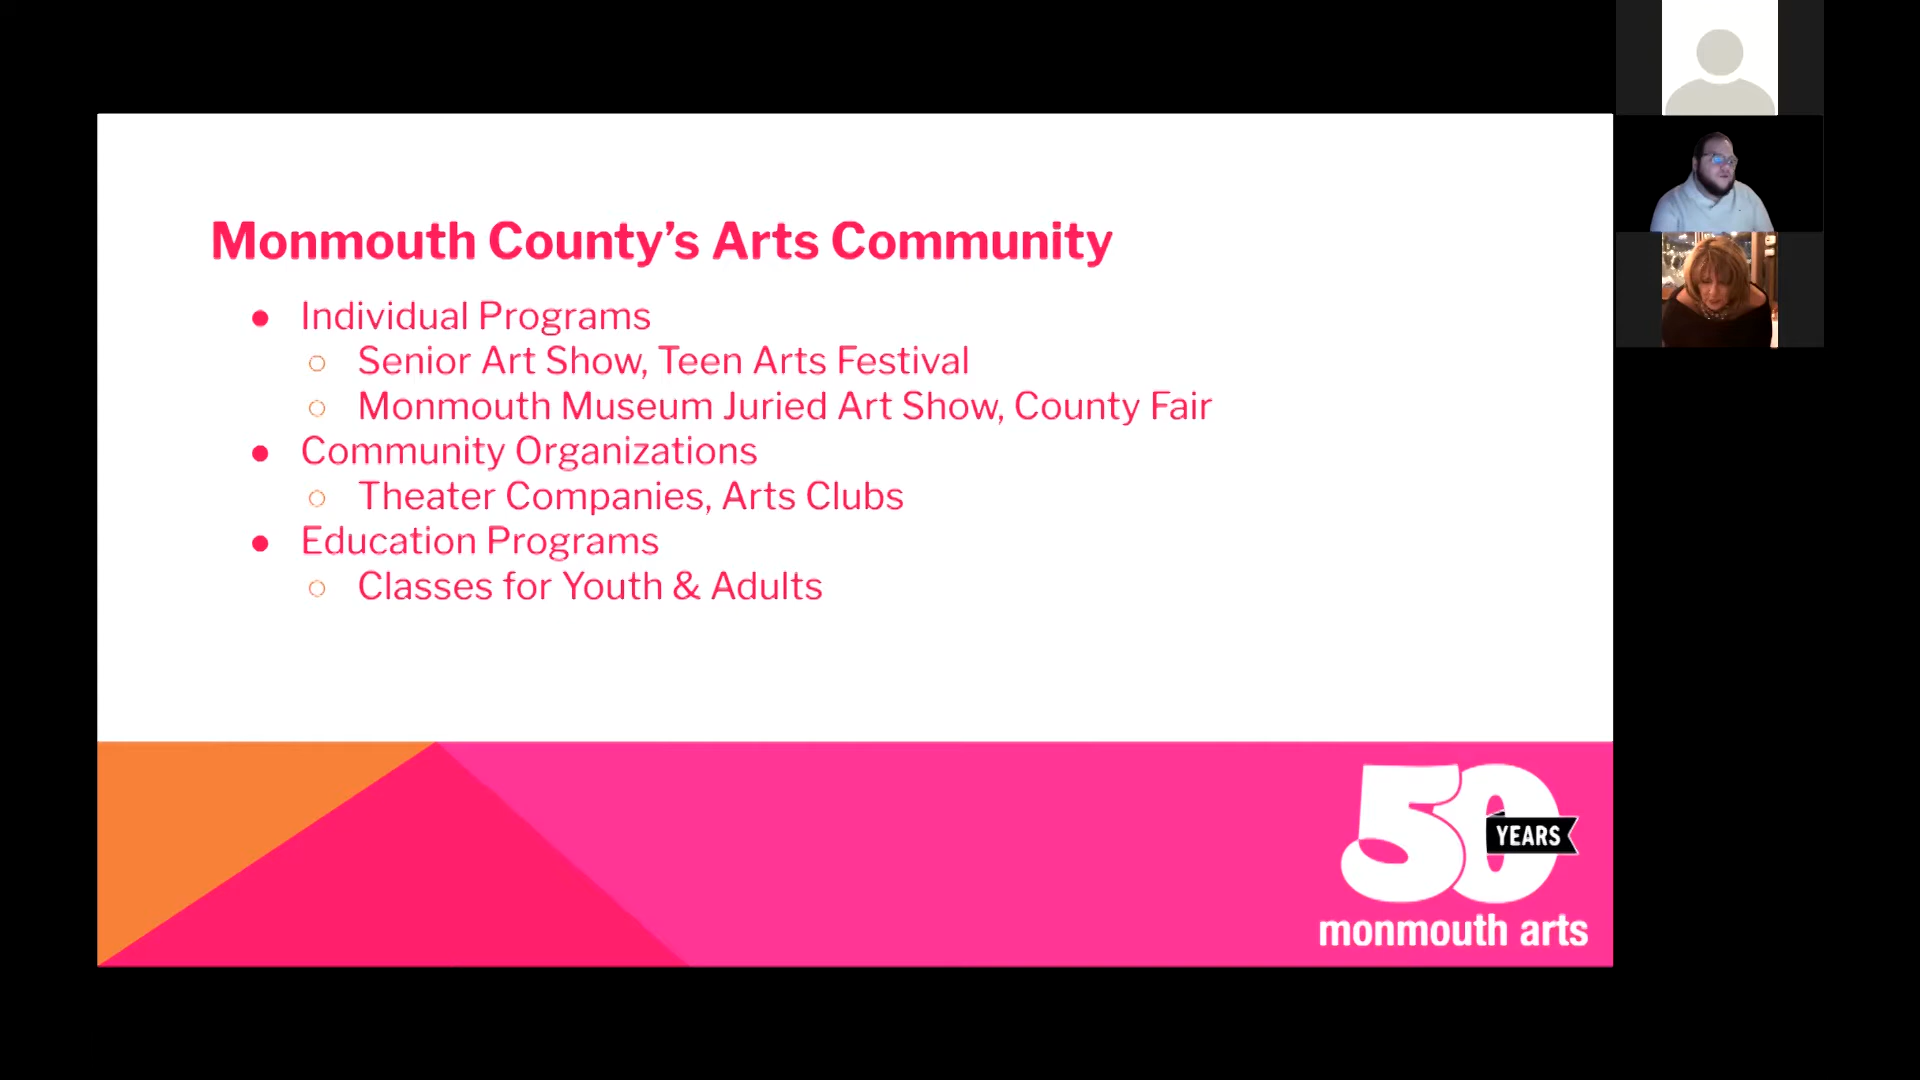 Monmouth County’s Arts Community
● Individual Programs
○ Senior Art Show, Teen Arts Festival
○ Monmouth Museum Juried Art Show, County Fair
● Community Organizations
○ Theater Companies, Arts Clubs
● Education Programs
○ Classes for Youth & Adults
50
YEARS
monmouth arts